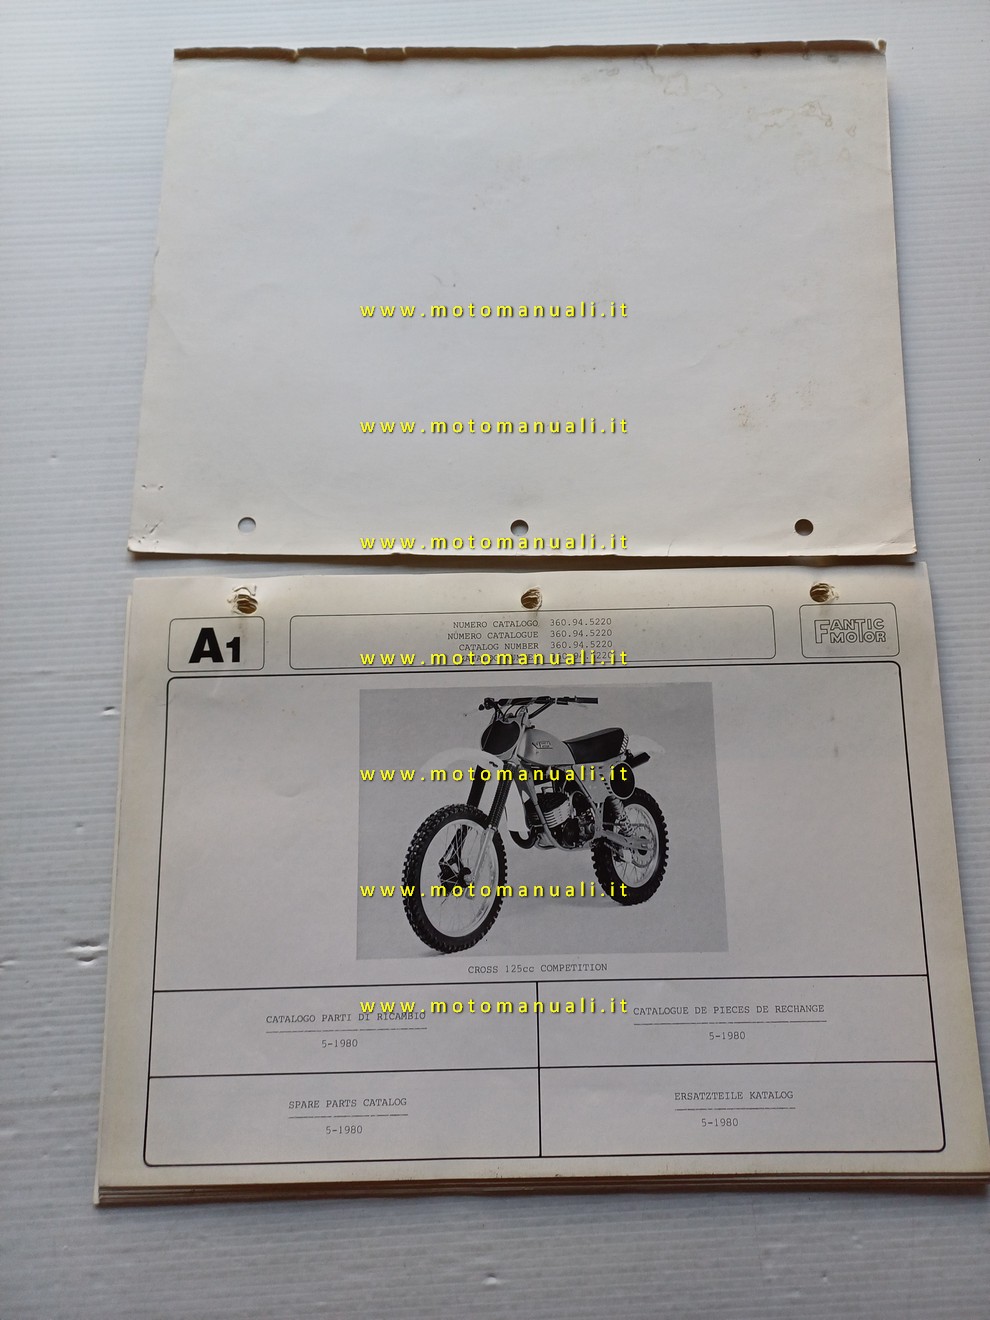 www.motomanuali.it
www.motomanuali.it
www.motomanuali.it
A1
NUMERO CATALOGO 360.94.5220
NUMERO CATALOGUE 360.94.5220
CATALOG NUMBER 360.94.5220
360.94.5220
FANTIC MOTOR
www.motomanuali.it
www.motomanuali.it
www.motomanuali.it
CROSS 125cc COMPETITION
www.motomanuali.it
CATALOGO PARTI DI RICAMBIO
5-1980
CATALOGUE DE PIECES DE RECHANGE
5-1980
SPARE PARTS CATALOG
5-1980
ERSATZTEILE KATALOG
5-1980